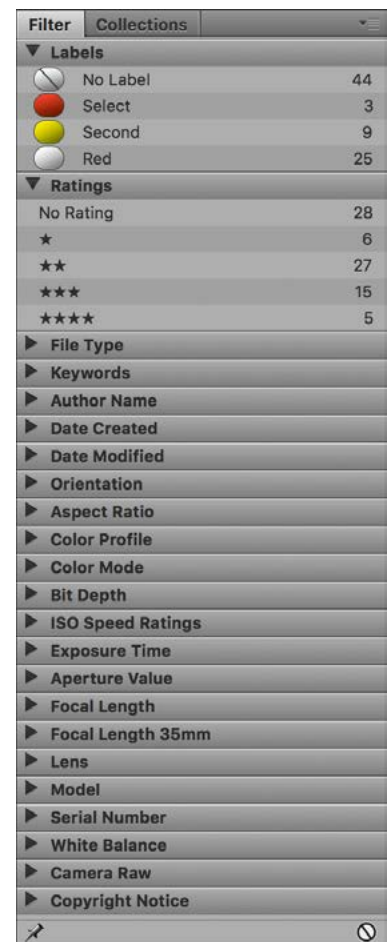 Filter Collections
Labels
No Label 44
Select 3
Second 9
Red 25
Ratings
No Rating 28
★ 6
★★ 27
★★★ 15
★★★★ 5
File Type
Keywords
Author Name
Date Created
Date Modified
Orientation
Aspect Ratio
Color Profile
Color Mode
Bit Depth
ISO Speed Ratings
Exposure Time
Aperture Value
Focal Length
Focal Length 35mm
Lens
Model
Serial Number
White Balance
Camera Raw
Copyright Notice